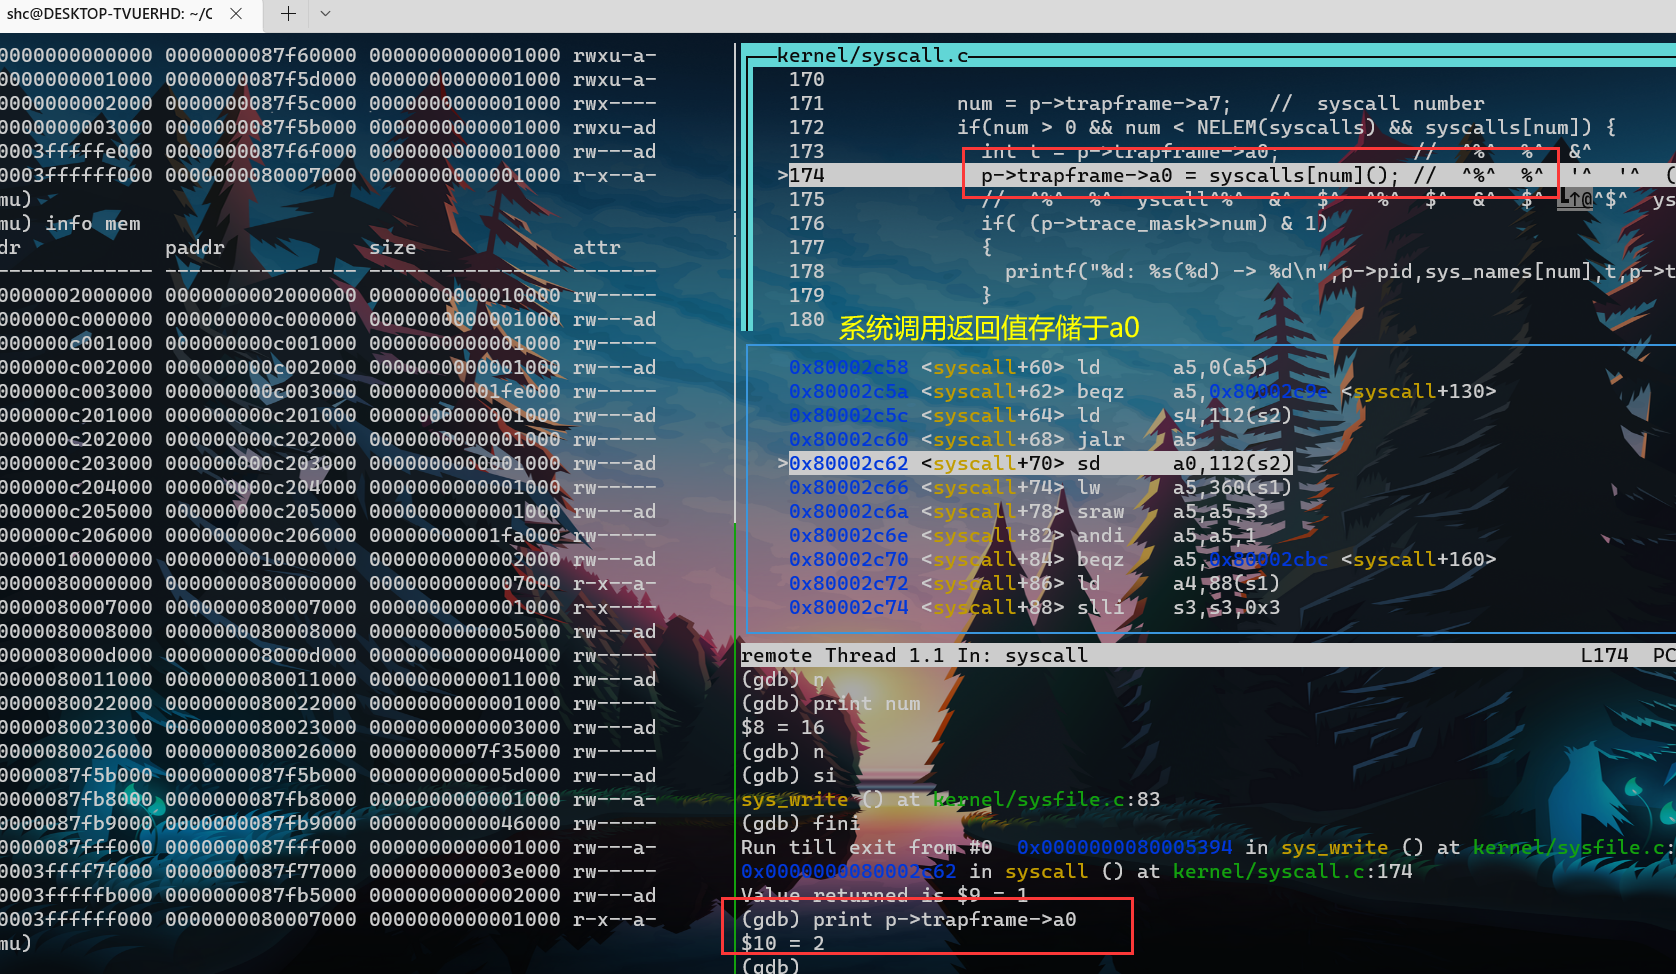 shc@DESKTOP-TVUERHD: ~/
0000000000000 0000000087f60000 0000000000001000 rwxu-a-
0000000001000 0000000087f5d000 0000000000001000 rwxu-a-
0000000002000 0000000087f5c000 0000000000001000 rwx----
0000000003000 0000000087f5b000 0000000000001000 rwxu-ad
0003fffffe000 0000000087f6f000 0000000000001000 rw---ad
0003ffffff000 0000000080007000 0000000000001000 r-x--a-
mu)
mu) info mem
dr paddr size attr
------------- ---------------- ---------------- -------
0000002000000 0000000002000000 0000000000010000 rw-----
000000c000000 000000000c000000 0000000000001000 rw---ad
000000c001000 000000000c001000 0000000000001000 rw-----
000000c002000 000000000c002000 0000000000001000 rw---ad
000000c003000 000000000c003000 00000000001fe000 rw-----
000000c201000 000000000c201000 0000000000001000 rw---ad
000000c202000 000000000c202000 0000000000001000 rw-----
000000c203000 000000000c203000 0000000000001000 rw---ad
000000c204000 000000000c204000 0000000000001000 rw-----
000000c205000 000000000c205000 0000000000001000 rw---ad
000000c206000 000000000c206000 00000000001fa000 rw-----
0000010000000 0000000010000000 0000000000002000 rw---ad
0000080000000 0000000080000000 0000000000007000 r-x--a-
0000080007000 0000000080007000 0000000000001000 r-x----
0000080008000 0000000080008000 0000000000005000 rw---ad
000008000d000 000000008000d000 0000000000004000 rw-----
0000080011000 0000000080011000 0000000000011000 rw---ad
0000080022000 0000000080022000 0000000000001000 rw-----
0000080023000 0000000080023000 0000000000003000 rw---ad
0000080026000 0000000080026000 0000000007f35000 rw-----
0000087f5b000 0000000087f5b000 000000000005d000 rw---ad
0000087fb8000 0000000087fb8000 0000000000001000 rw---a-
0000087fb9000 0000000087fb9000 0000000000046000 rw-----
0000087fff000 0000000087fff000 0000000000001000 rw---a-
0003ffff7f000 0000000087f77000 000000000003e000 rw-----
0003fffffb000 0000000087fb5000 0000000000002000 rw---ad
0003ffffff000 0000000080007000 0000000000001000 r-x--a-
mu)
kernel/syscall.c
170
171 num = p->trapframe->a7; // syscall number
172 if(num > 0 && num < NELEM(syscalls) && syscalls[num]) {
173 int t = p->trapframe->a0; // ^%^ %^ &^
>174 p->trapframe->a0 = syscalls[num](); // ^%^ %^ '^ '^ (
175 // ^%^ %^ yscall^%^ &^ $^ ^%^ $^ &^ $^ ↑@^$^ ys
176 if( (p->trace_mask>>num) & 1)
177 {
178 printf("%d: %s(%d) -> %d\n",p->pid,sys_names[num],t,p->t
179 }
180
系统调用返回值存储于a0
0x80002c58 <syscall+60> ld a5,0(a5)
0x80002c5a <syscall+62> beqz a5,0x80002c9e <syscall+130>
0x80002c5c <syscall+64> ld s4,112(s2)
0x80002c60 <syscall+68> jalr a5
>0x80002c62 <syscall+70> sd a0,112(s2)
0x80002c66 <syscall+74> lw a5,360(s1)
0x80002c6a <syscall+78> sraw a5,a5,s3
0x80002c6e <syscall+82> andi a5,a5,1
0x80002c70 <syscall+84> beqz a5,0x80002cbc <syscall+160>
0x80002c72 <syscall+86> ld a4,88(s1)
0x80002c74 <syscall+88> slli s3,s3,0x3
remote Thread 1.1 In: syscall L174 PC
(gdb) n
(gdb) print num
$8 = 16
(gdb) n
(gdb) si
sys_write () at kernel/sysfile.c:83
(gdb) fini
Run till exit from #0 0x0000000080005394 in sys_write () at kernel/sysfile.c:
0x0000000080002c62 in syscall () at kernel/syscall.c:174
Value returned is $9 = 1
(gdb) print p->trapframe->a0
$10 = 2
(gdb)